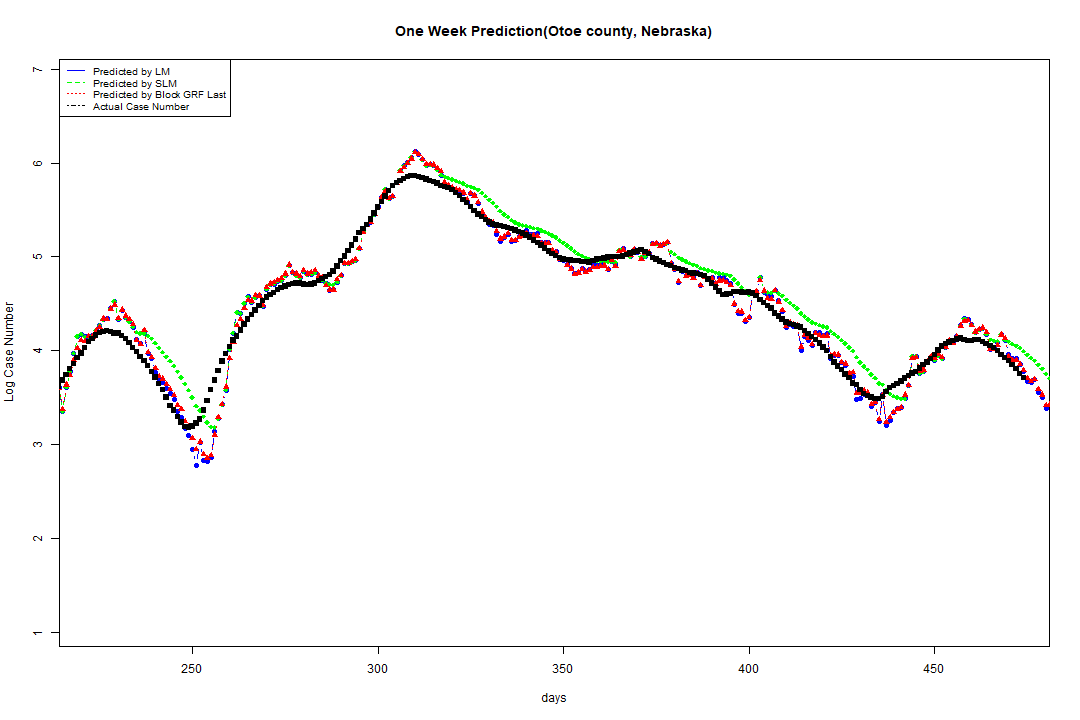 One Week Prediction(Otoe county, Nebraska)
Predicted by LM
Predicted by SLM
Predicted by Block GRF Last
Actual Case Number
7
6
5
4
3
2
1
Log Case Number
250 300 350 400 450
days